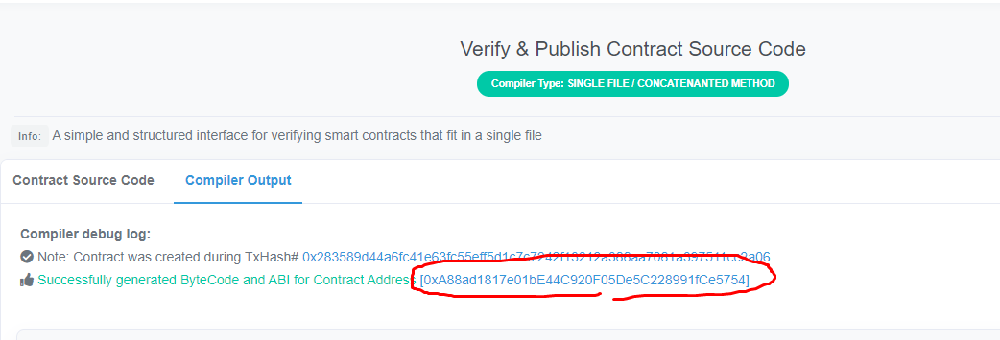 Verify & Publish Contract Source Code
Compiler Type: SINGLE FILE / CONCATENANTED METHOD
Info: A simple and structured interface for verifying smart contracts that fit in a single file
Contract Source Code Compiler Output
Compiler debug log:
Note: Contract was created during TxHash#
Successfully generated ByteCode and ABI for Contract Address [0xA88ad1817e01bE44C920F05De5C228991fCe5754]